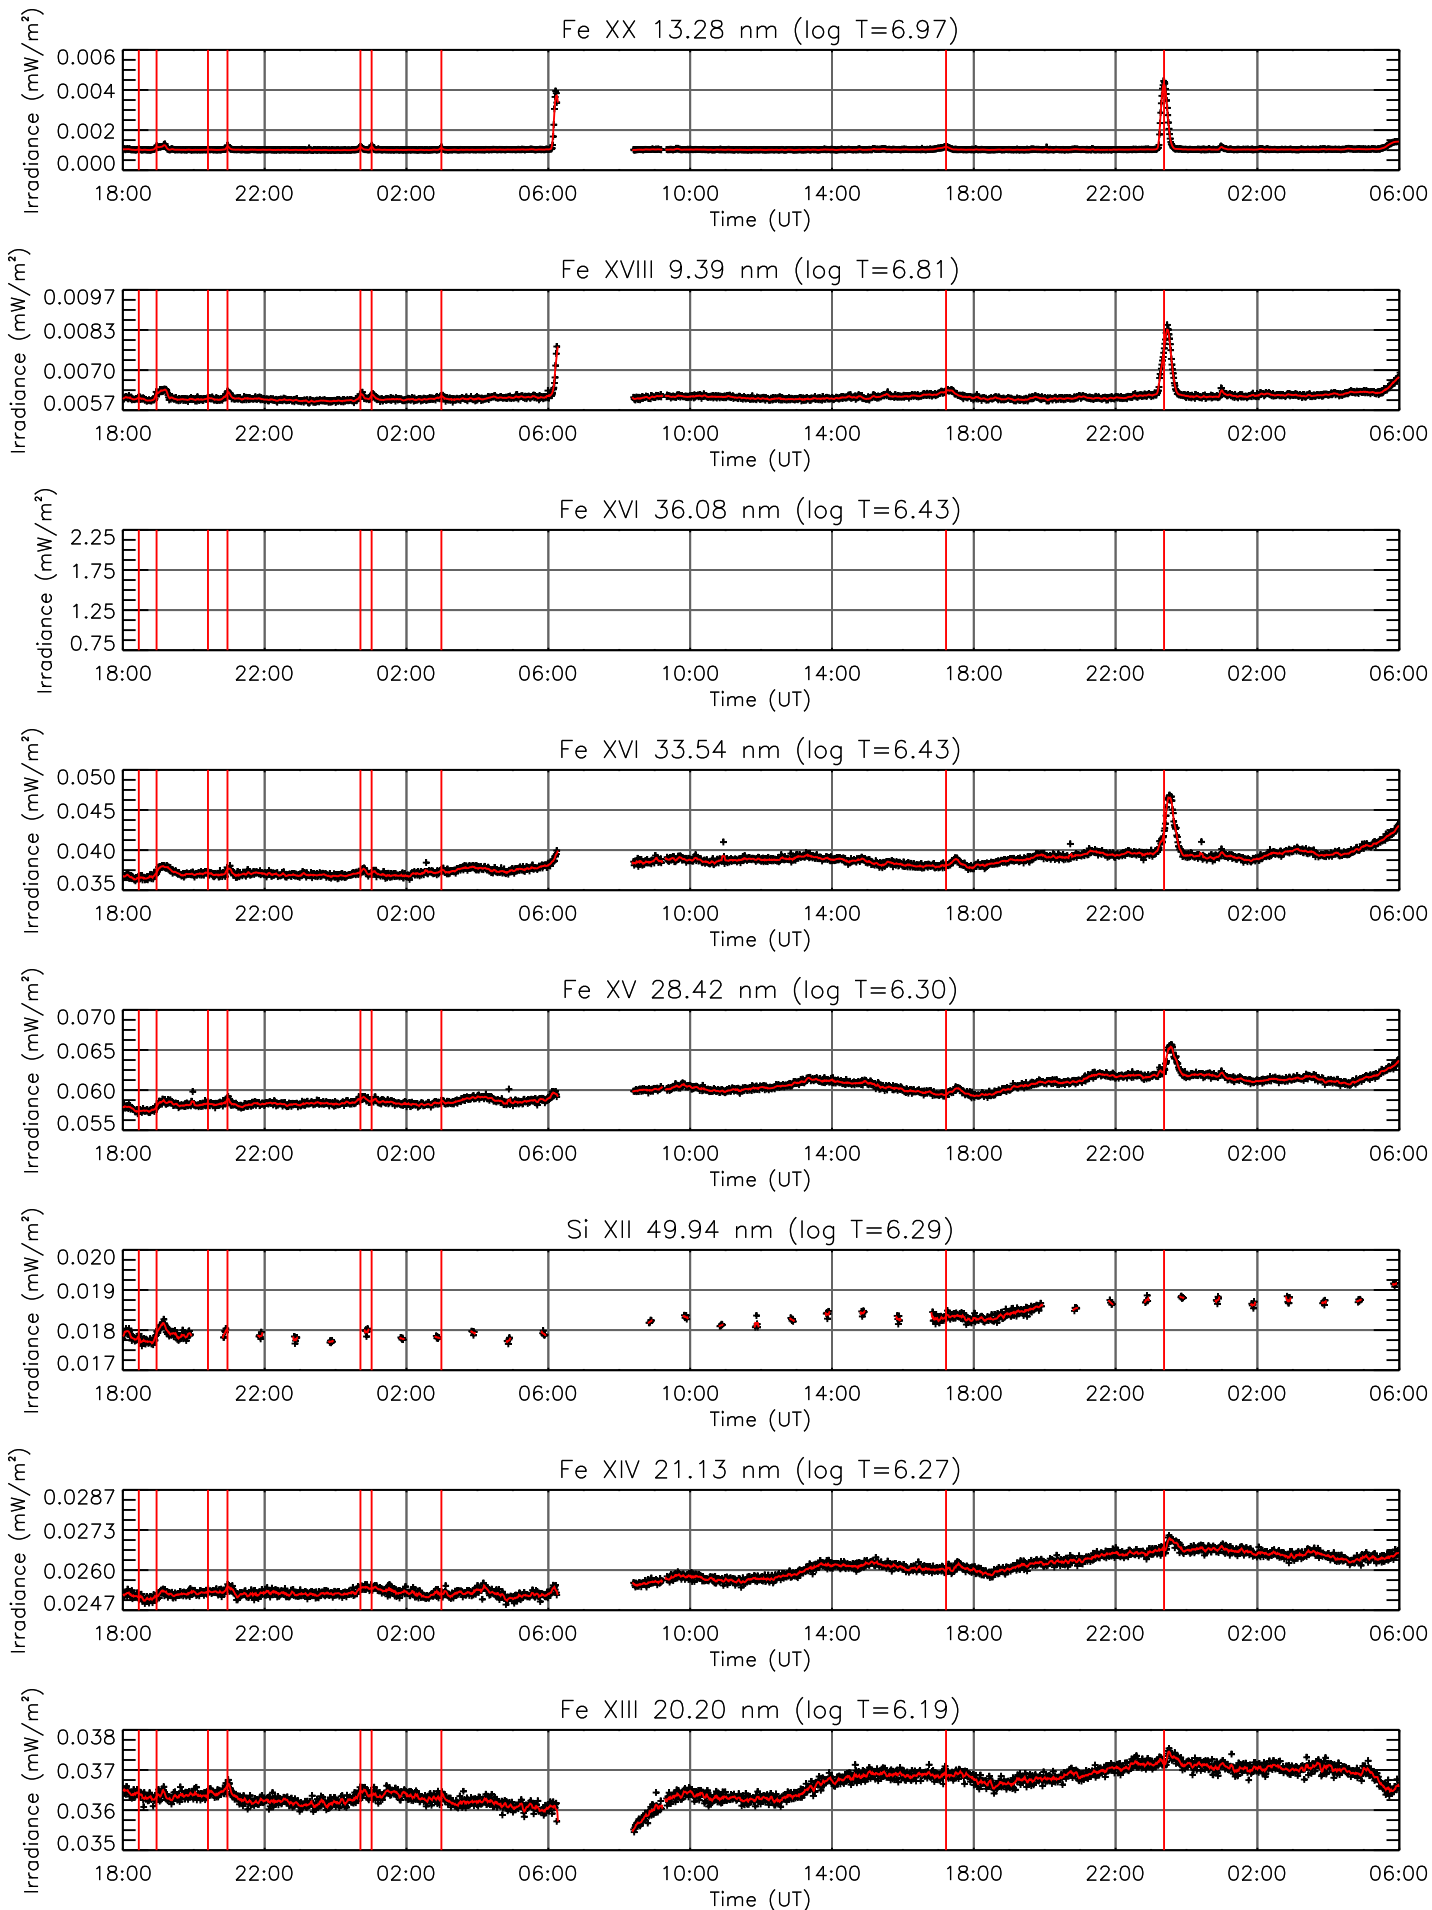 Fe XX 13.28 nm (log T=6.97)
Irradiance (mW/m²)
0.006
0.004
0.002
0.000
18:00 22:00 02:00 06:00 10:00 14:00 18:00 22:00 02:00 06:00
Time (UT)
Fe XVIII 9.39 nm (log T=6.81)
Irradiance (mW/m²)
0.0097
0.0083
0.0070
0.0057
18:00 22:00 02:00 06:00 10:00 14:00 18:00 22:00 02:00 06:00
Time (UT)
Fe XVI 36.08 nm (log T=6.43)
Irradiance (mW/m²)
2.25
1.75
1.25
0.75
18:00 22:00 02:00 06:00 10:00 14:00 18:00 22:00 02:00 06:00
Time (UT)
Fe XVI 33.54 nm (log T=6.43)
Irradiance (mW/m²)
0.050
0.045
0.040
0.035
18:00 22:00 02:00 06:00 10:00 14:00 18:00 22:00 02:00 06:00
Time (UT)
Fe XV 28.42 nm (log T=6.30)
Irradiance (mW/m²)
0.070
0.065
0.060
0.055
18:00 22:00 02:00 06:00 10:00 14:00 18:00 22:00 02:00 06:00
Time (UT)
Si XII 49.94 nm (log T=6.29)
Irradiance (mW/m²)
0.020
0.019
0.018
0.017
18:00 22:00 02:00 06:00 10:00 14:00 18:00 22:00 02:00 06:00
Time (UT)
Fe XIV 21.13 nm (log T=6.27)
Irradiance (mW/m²)
0.0287
0.0273
0.0260
0.0247
18:00 22:00 02:00 06:00 10:00 14:00 18:00 22:00 02:00 06:00
Time (UT)
Fe XIII 20.20 nm (log T=6.19)
Irradiance (mW/m²)
0.038
0.037
0.036
0.035
18:00 22:00 02:00 06:00 10:00 14:00 18:00 22:00 02:00 06:00
Time (UT)